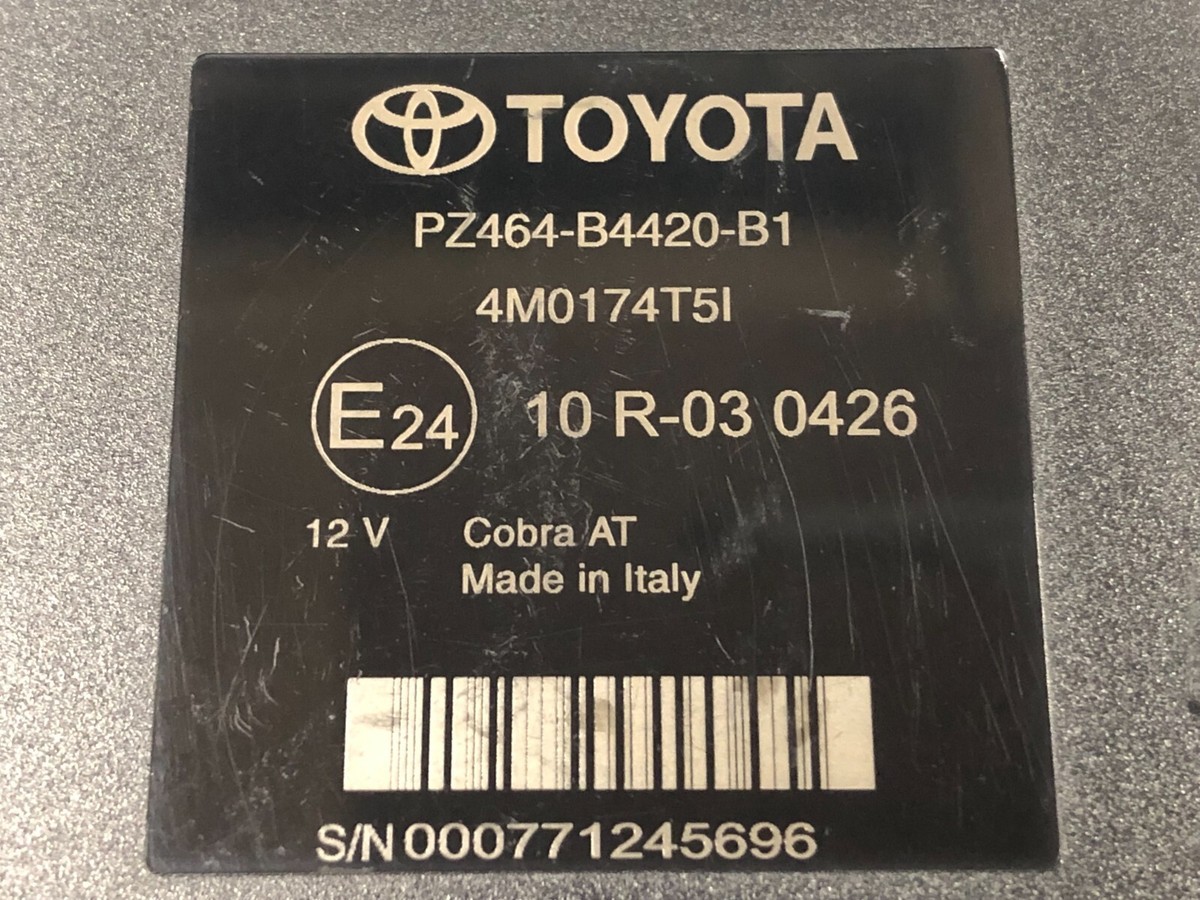 TOYOTA
PZ464-B4420-B1
4M0174T5I
E24 10 R-03 0426
12 V Cobra AT
Made in Italy
S/N 000771245696